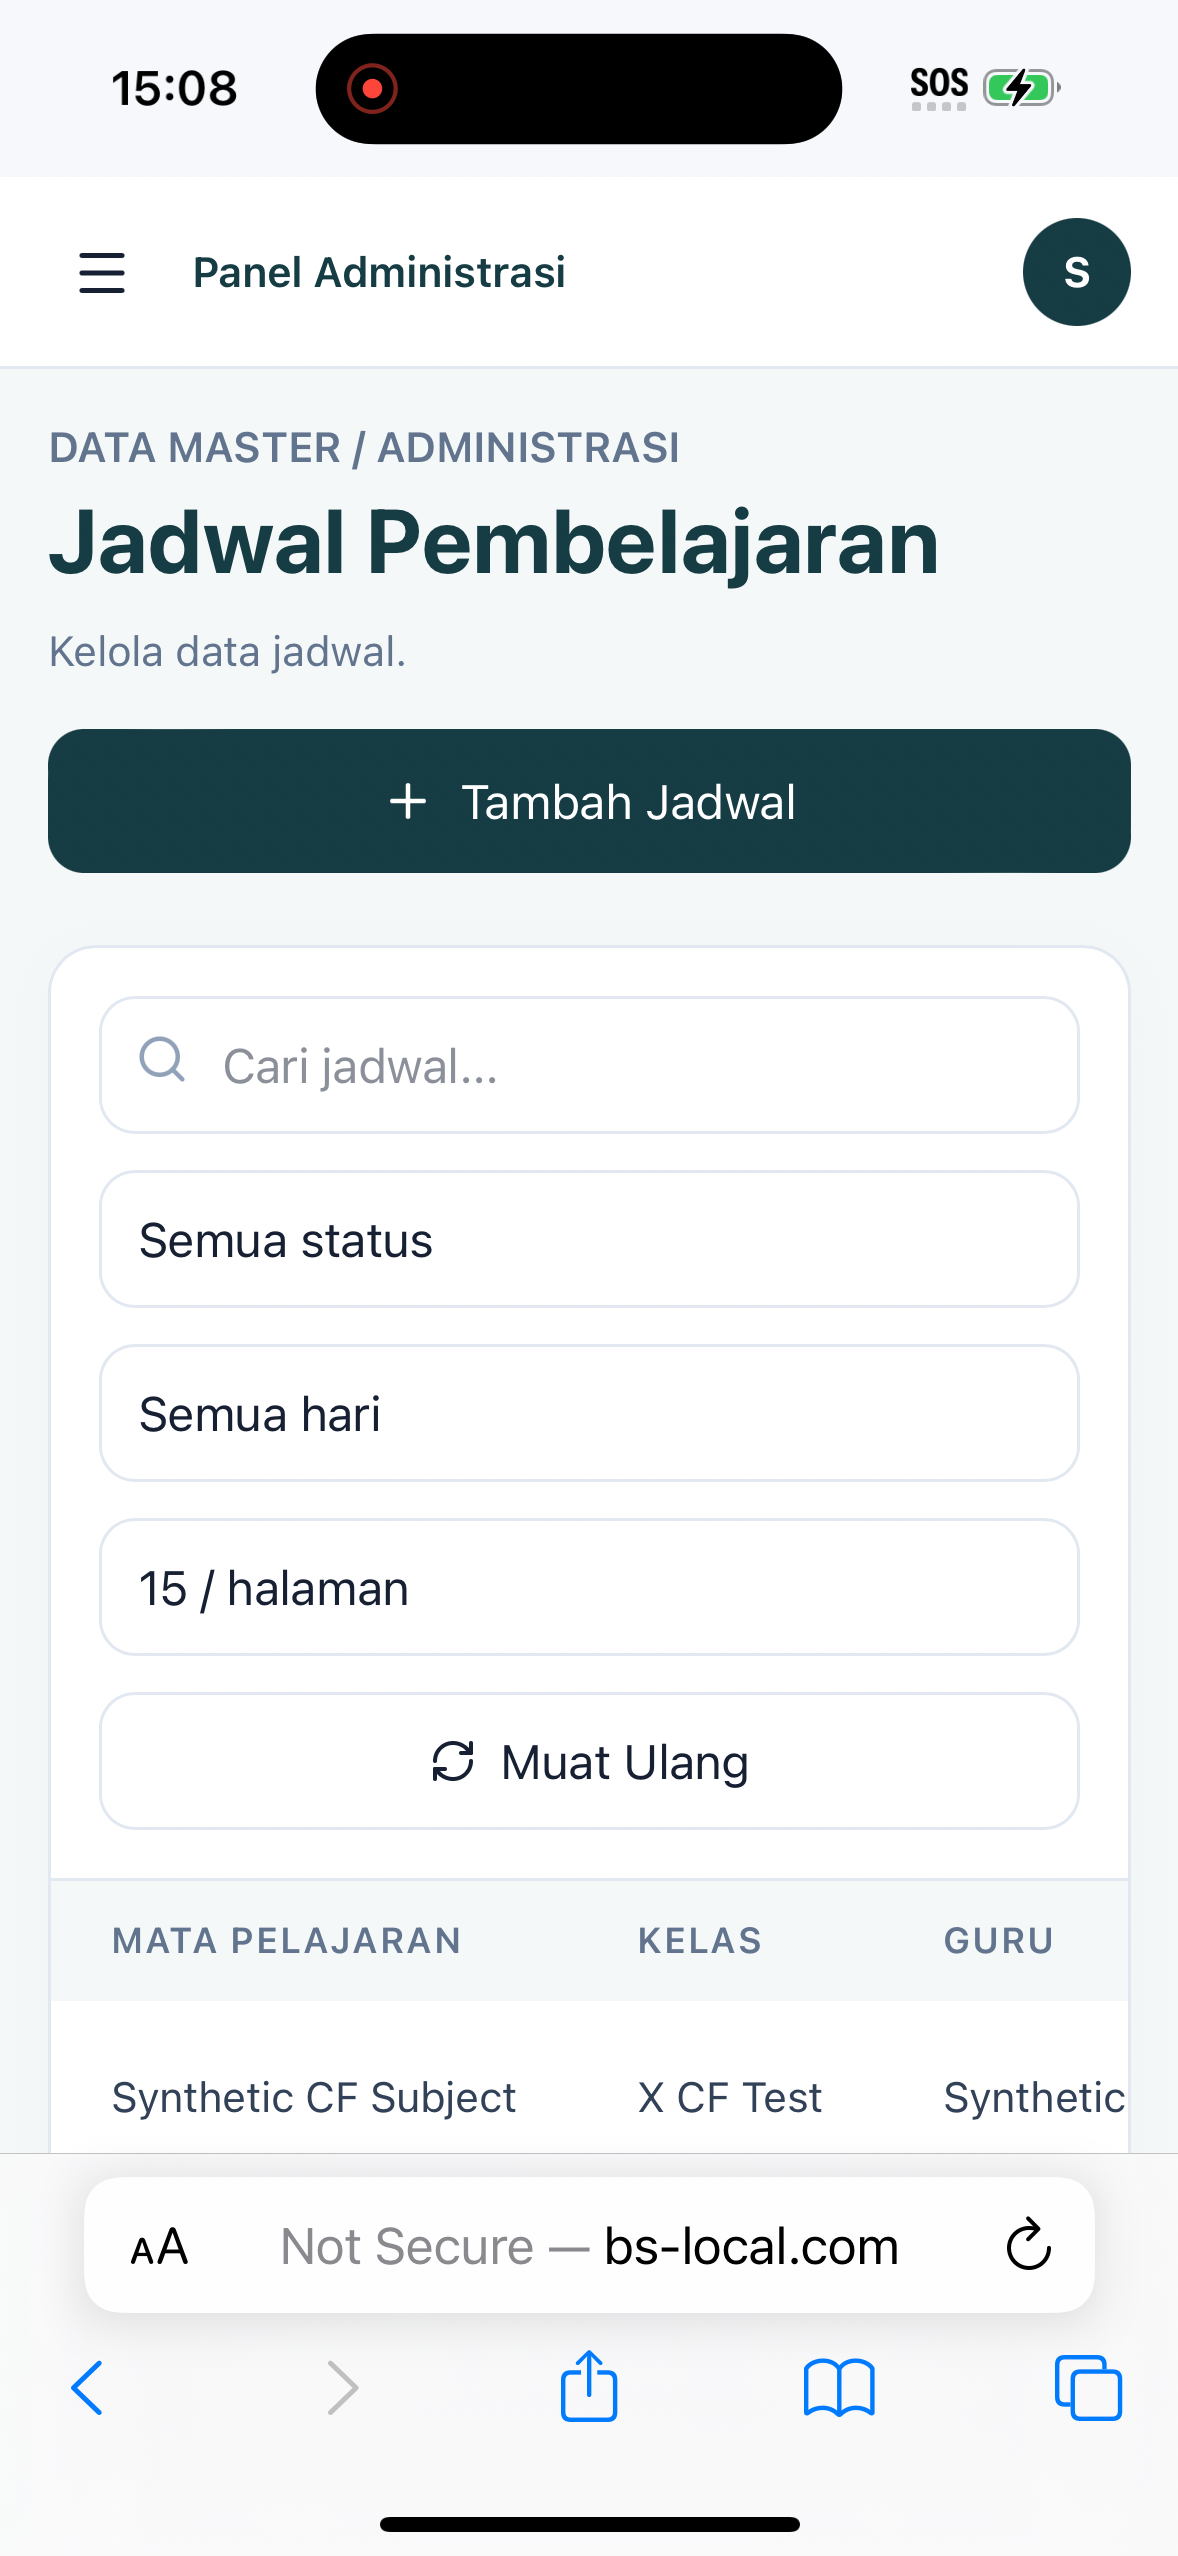 15:08
SOS
Panel Administrasi
S
DATA MASTER / ADMINISTRASI
Jadwal Pembelajaran
Kelola data jadwal.
+ Tambah Jadwal
Cari jadwal...
Semua status
Semua hari
15 / halaman
Muat Ulang
MATA PELAJARAN KELAS GURU
Synthetic CF Subject X CF Test Synthetic
AA Not Secure — bs-local.com